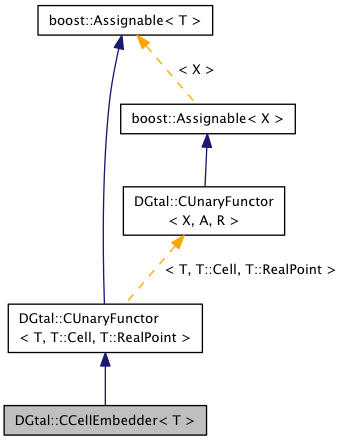 boost::Assignable< T >
< X >
boost::Assignable< X >
DGtal::CUnaryFunctor
< X, A, R >
< T, T::Cell, T::RealPoint >
DGtal::CUnaryFunctor
< T, T::Cell, T::RealPoint >
DGtal::CCellEmbedder< T >